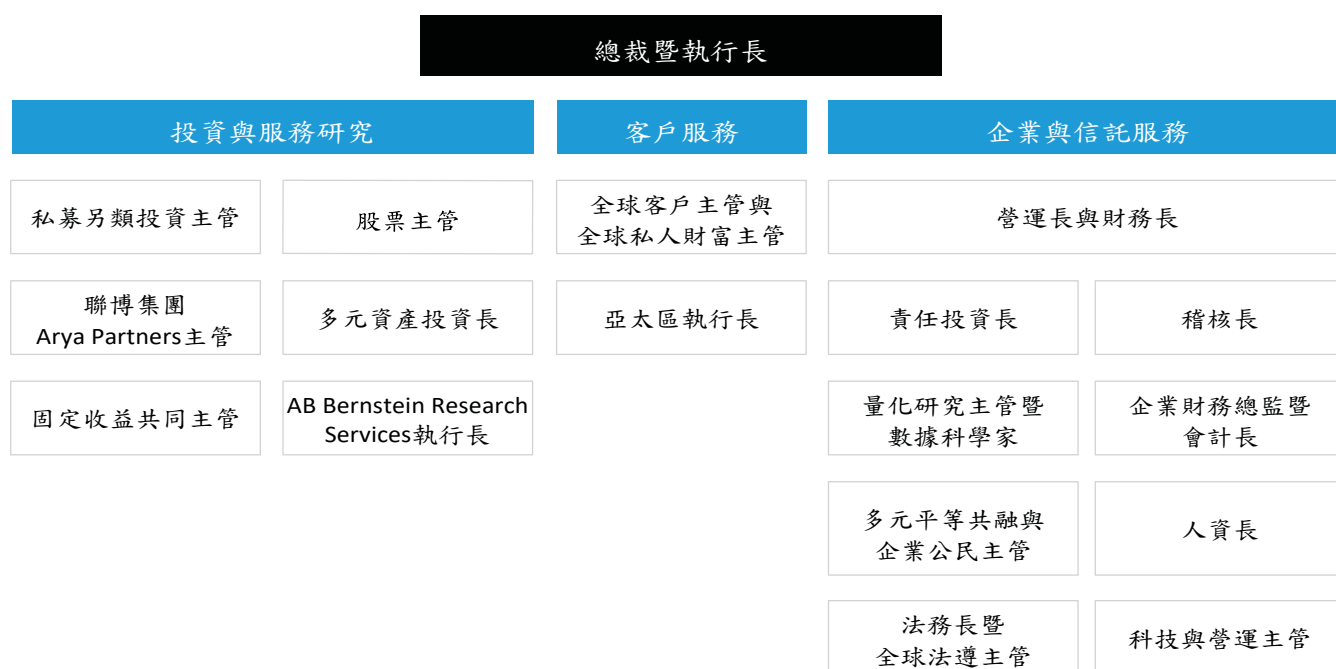 總裁暨執行長
投資與服務研究
客戶服務
企業與信託服務
私募另類投資主管
股票主管
全球客戶主管與
全球私人財富主管
營運長與財務長
聯博集團
Arya Partners主管
多元資產投資長
亞太區執行長
責任投資長
稽核長
固定收益共同主管
AB Bernstein Research
Services執行長
量化研究主管暨
數據科學家
企業財務總監暨
會計長
多元平等共融與
企業公民主管
人資長
法務長暨
全球法遵主管
科技與營運主管